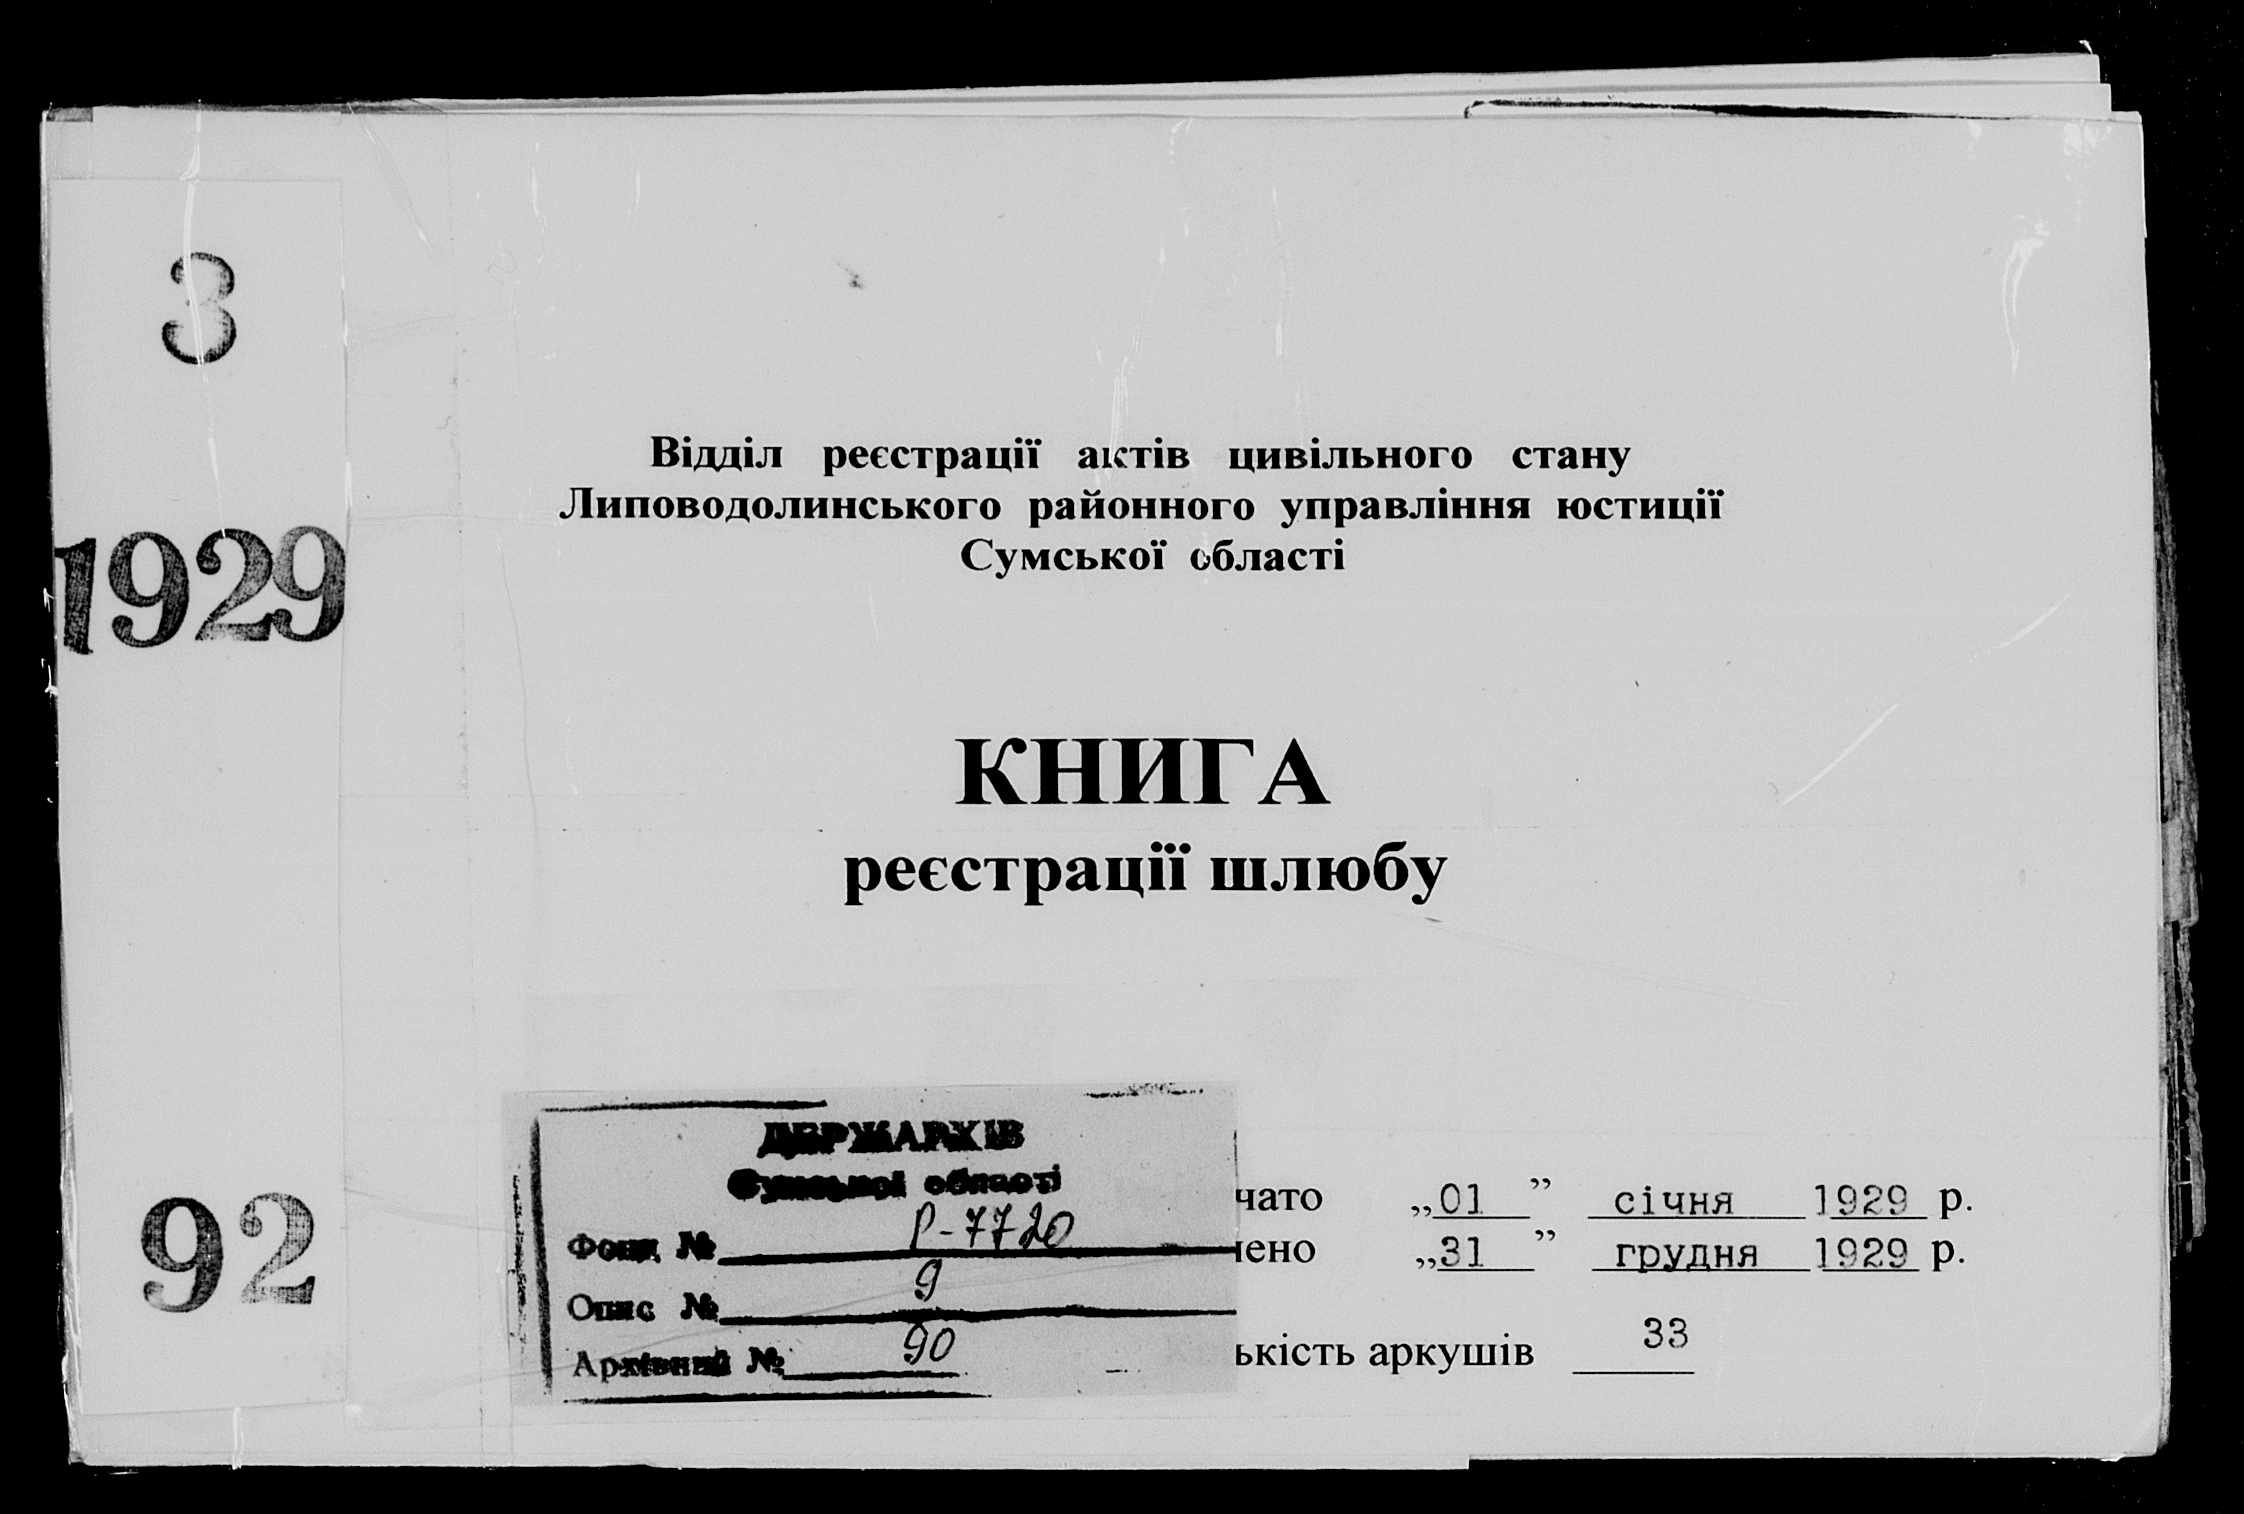 3
1929
92
Відділ реєстрації актів цивільного стану
Липоводолинського районного управління юстиції
Сумської області
КНИГА
реєстрації шлюбу
ДЕРЖАРХІВ
Сумської області
Фонд № Р-7720
Опис № 9
Архівний № 90
чато „01 ” січня 1929 р.
чено „31 ” грудня 1929 р.
ькість аркушів 33